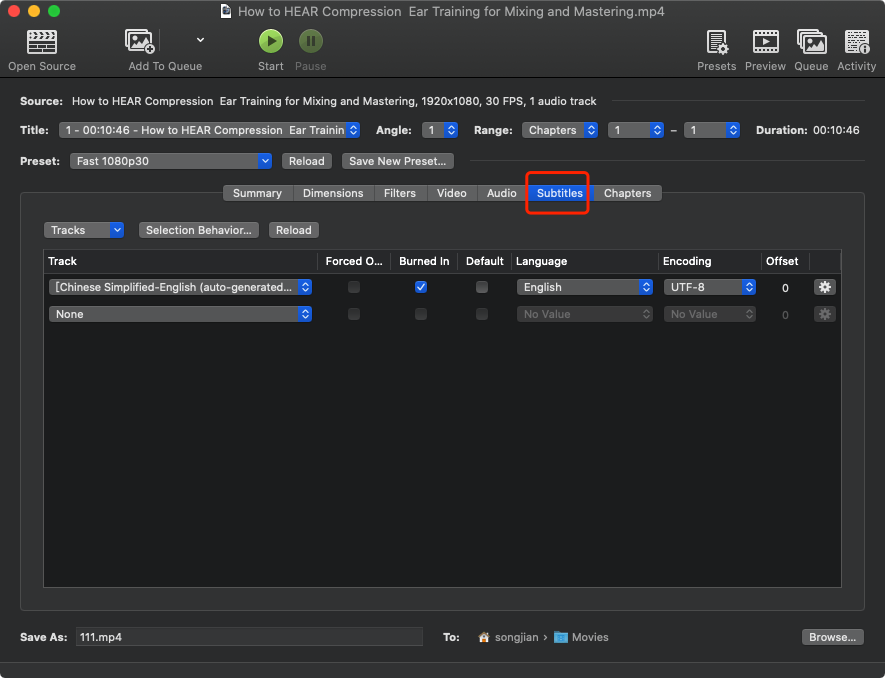 How to HEAR Compression  Ear Training for Mixing and Mastering.mp4
Open Source Add To Queue Start Pause Presets Preview Queue Activity
Source: How to HEAR Compression  Ear Training for Mixing and Mastering, 1920x1080, 30 FPS, 1 audio track
Title: 1 - 00:10:46 - How to HEAR Compression  Ear Trainin Angle: 1 Range: Chapters 1 – 1 Duration: 00:10:46
Preset: Fast 1080p30 Reload Save New Preset...
Summary Dimensions Filters Video Audio Subtitles Chapters
Tracks Selection Behavior... Reload
Track Forced O... Burned In Default Language Encoding Offset
[Chinese Simplified-English (auto-generated... English UTF-8 0
None No Value No Value 0
Save As: 111.mp4 To: songjian › Movies Browse...